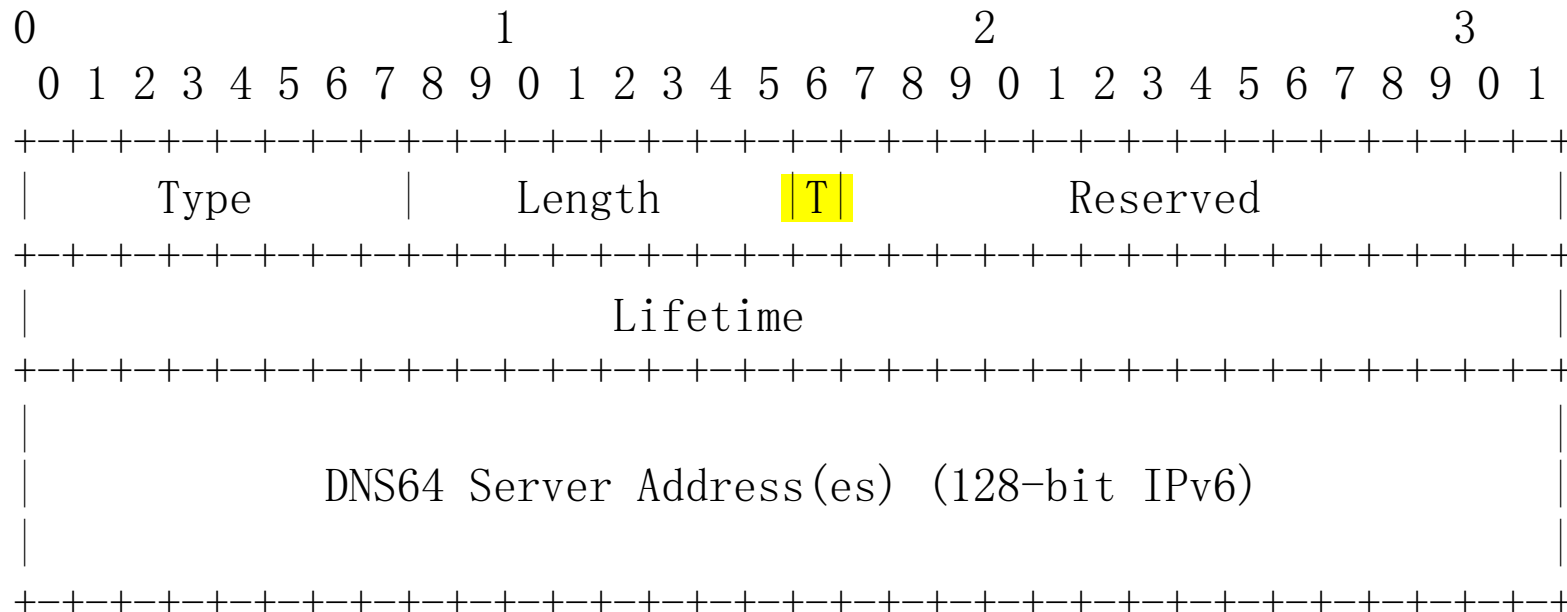 0                   1                   2                   3
 0 1 2 3 4 5 6 7 8 9 0 1 2 3 4 5 6 7 8 9 0 1 2 3 4 5 6 7 8 9 0 1
+-+-+-+-+-+-+-+-+-+-+-+-+-+-+-+-+-+-+-+-+-+-+-+-+-+-+-+-+-+-+-+-+
|     Type      |    Length     |T|         Reserved            |
+-+-+-+-+-+-+-+-+-+-+-+-+-+-+-+-+-+-+-+-+-+-+-+-+-+-+-+-+-+-+-+-+
|                        Lifetime                               |
+-+-+-+-+-+-+-+-+-+-+-+-+-+-+-+-+-+-+-+-+-+-+-+-+-+-+-+-+-+-+-+-+
|                                                               |
|            DNS64 Server Address(es) (128-bit IPv6)            |
|                                                               |
+-+-+-+-+-+-+-+-+-+-+-+-+-+-+-+-+-+-+-+-+-+-+-+-+-+-+-+-+-+-+-+-+